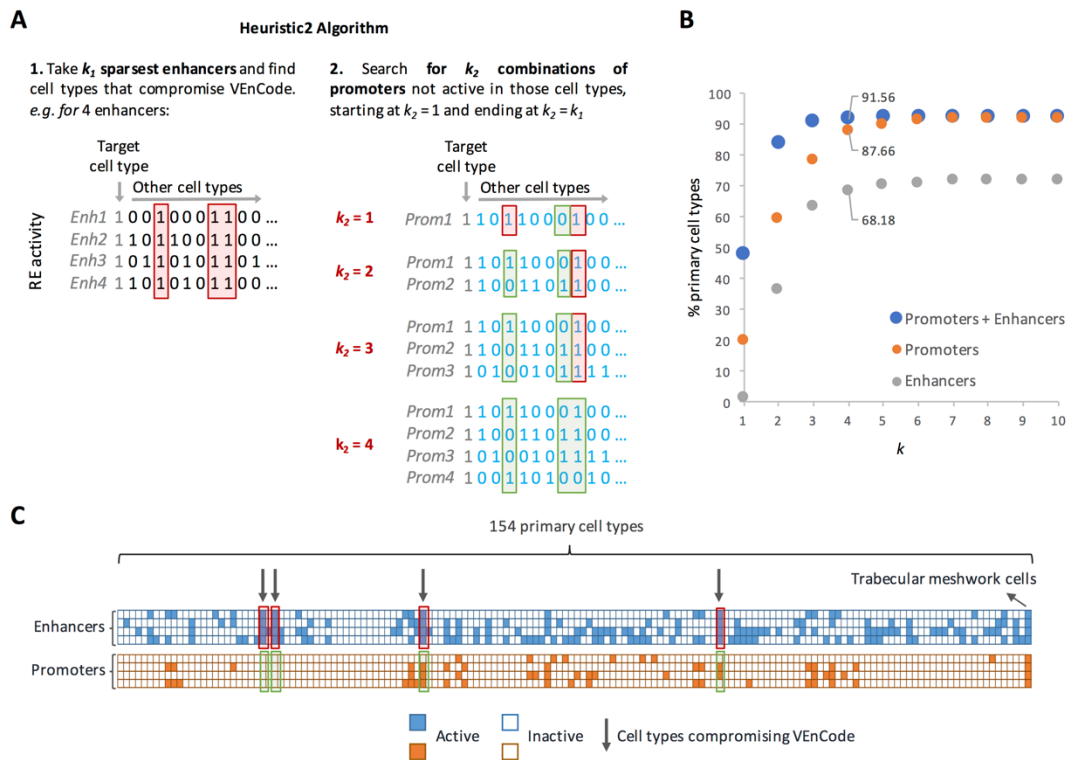 A
Heuristic2 Algorithm
1. Take k1 sparsest enhancers and find
cell types that compromise VEnCode.
e.g. for 4 enhancers:
Target
cell type
Other cell types
RE activity
Enh1 1 0 0 1 0 0 0 1 1 0 0 ...
Enh2 1 1 0 1 1 0 0 1 1 0 0 ...
Enh3 1 0 1 1 0 1 0 1 1 0 1 ...
Enh4 1 1 0 1 0 1 0 1 1 0 0 ...
2. Search for k2 combinations of
promoters not active in those cell types,
starting at k2 = 1 and ending at k2 = k1
Target
cell type
Other cell types
k2 = 1
Prom1 1 1 0 1 1 0 0 0 1 0 0 ...
k2 = 2
Prom1 1 1 0 1 1 0 0 0 1 0 0 ...
Prom2 1 1 0 0 1 1 0 1 1 0 0 ...
k2 = 3
Prom1 1 1 0 1 1 0 0 0 1 0 0 ...
Prom2 1 1 0 0 1 1 0 1 1 0 0 ...
Prom3 1 0 1 0 0 1 0 1 1 1 1 ...
k2 = 4
Prom1 1 1 0 1 1 0 0 0 1 0 0 ...
Prom2 1 1 0 0 1 1 0 1 1 0 0 ...
Prom3 1 0 1 0 0 1 0 1 1 1 1 ...
Prom4 1 0 0 1 1 0 1 0 0 1 0 ...
B
% primary cell types
100
90
80
70
60
50
40
30
20
10
0
91.56
87.66
68.18
Promoters + Enhancers
Promoters
Enhancers
1 2 3 4 5 6 7 8 9 10
k
C
154 primary cell types
Trabecular meshwork cells
Enhancers
Promoters
Active
Inactive
Cell types compromising VEnCode